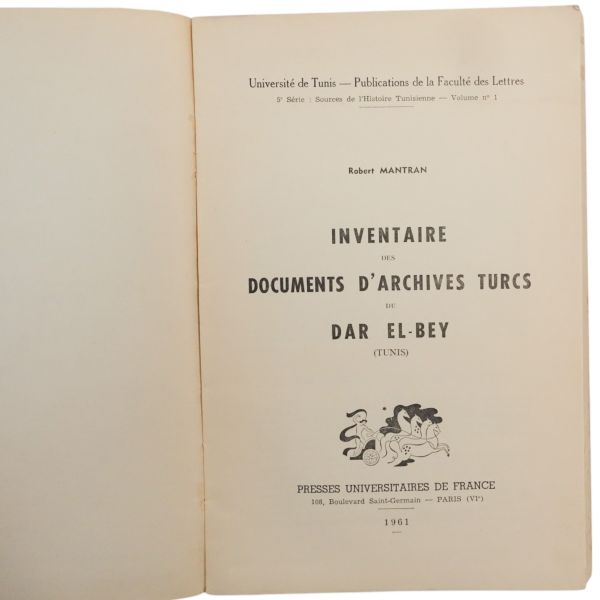 Université de Tunis — Publications de la Faculté des Lettres
5e Série : Sources de l'Histoire Tunisienne — Volume n° 1
Robert MANTRAN
INVENTAIRE
DES
DOCUMENTS D'ARCHIVES TURCS
DU
DAR EL-BEY
(TUNIS)
PRESSES UNIVERSITAIRES DE FRANCE
108, Boulevard Saint-Germain — PARIS (VIe)
1961